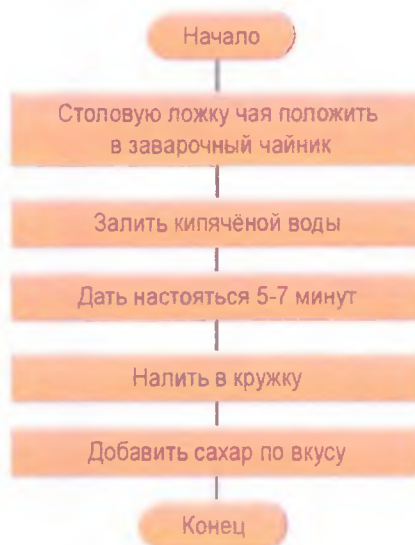 Начало
Столовую ложку чая положить
в заварочный чайник
Залить кипячёной воды
Дать настояться 5-7 минут
Налить в кружку
Добавить сахар по вкусу
Конец